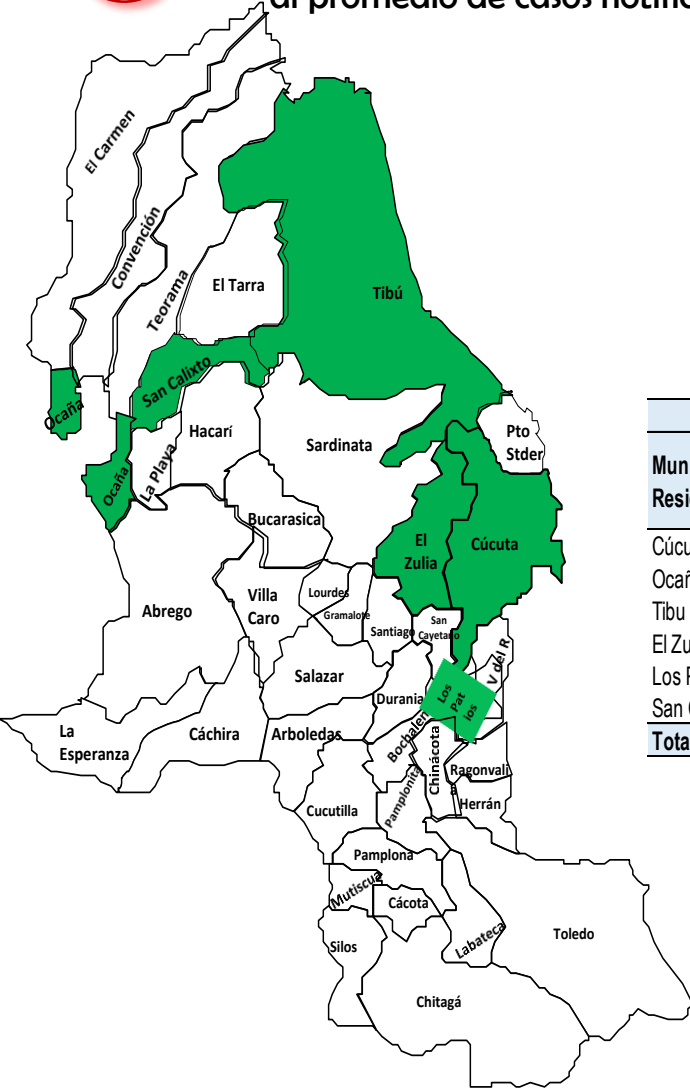 al promedio de casos
El Carmen
Convención
Teorama
El Tarra
Tibú
San Calixto
Ocaña
Ocaña
La Playa
Hacarí
Sardinata
Pto
Stder
Bucarasica
El
Zulia
Cúcuta
Abrego
Villa
Caro
Lourdes
Gramalote
Santiago
San
Cayetano
V del R
Salazar
Durania
Los
Pat
ios
La
Esperanza
Cáchira
Arboledas
Bochalen
Chinácota
Ragonvali
a
Herrán
Pamplonita
Cucutilla
Pamplona
Mutiscua
Cácota
Labateca
Toledo
Silos
Chitagá
Mun
Resi
Cúcu
Ocañ
Tibu
El Zu
Los P
San C
Tota